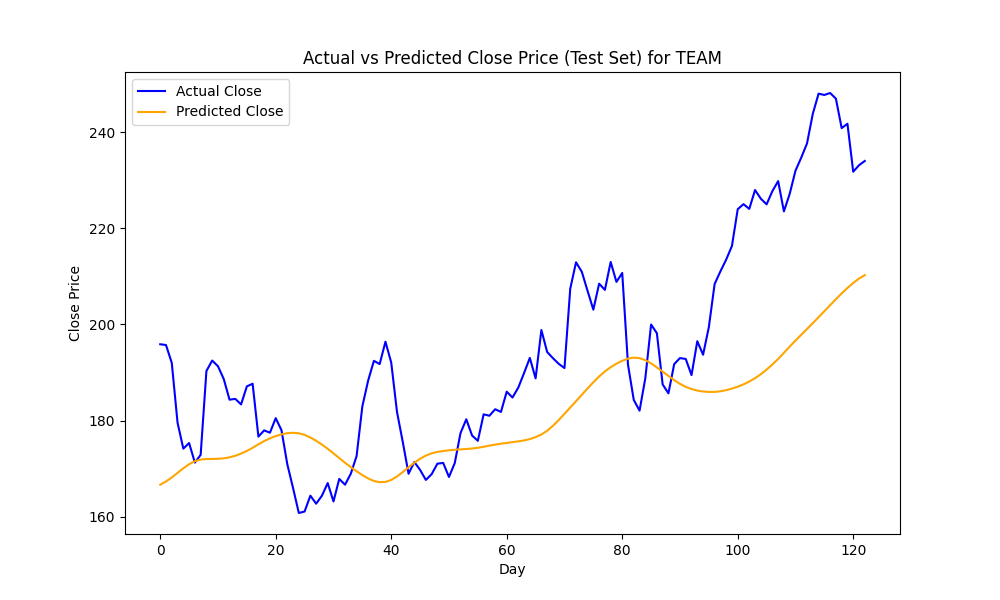 Actual vs Predicted Close Price (Test Set) for TEAM
Actual Close
Predicted Close
240
220
200
180
160
Close Price
0 20 40 60 80 100 120
Day